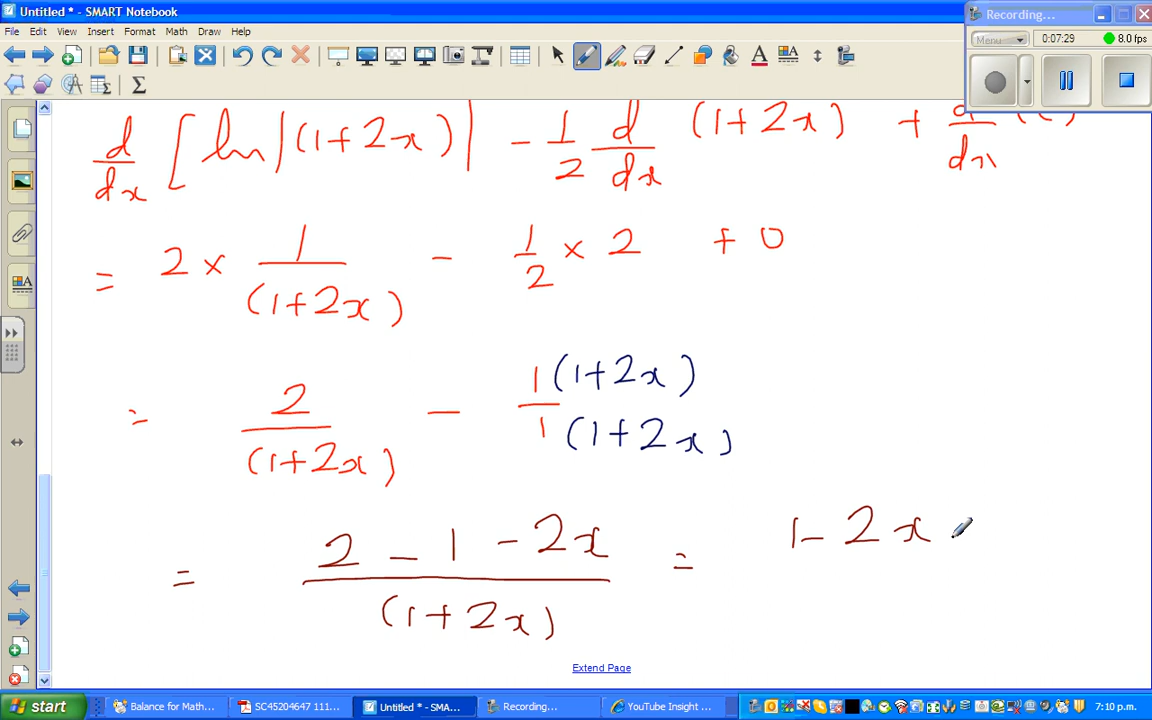 Untitled * - SMART Notebook
Recording...
File Edit View Insert Format Math Draw Help
Menu 0:07:29 8.0 fps
d/dx [ln|(1+2x)| - 1/2 d/dx (1+2x) + d/dx
= 2 × 1/(1+2x) - 1/2 × 2 + 0
= 2/(1+2x) - 1(1+2x)/1(1+2x)
= 2 - 1 - 2x/(1+2x) = 1 - 2x
Extend Page
start Balance for Math... SC45204647 111... Untitled * - SMA... Recording... YouTube Insight ... 7:10 p.m.